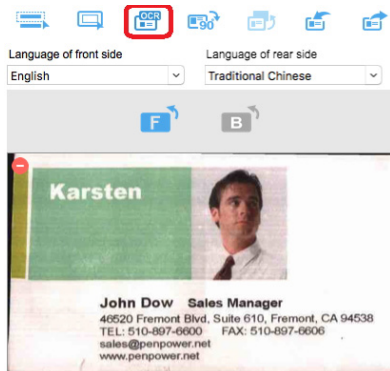 OCR
90°
Language of front side
Language of rear side
English
Traditional Chinese
F
B
Karsten
John Dow Sales Manager
46520 Fremont Blvd, Suite 610, Fremont, CA 94538
TEL: 510-897-6600 FAX: 510-897-6606
sales@penpower.net
www.penpower.net